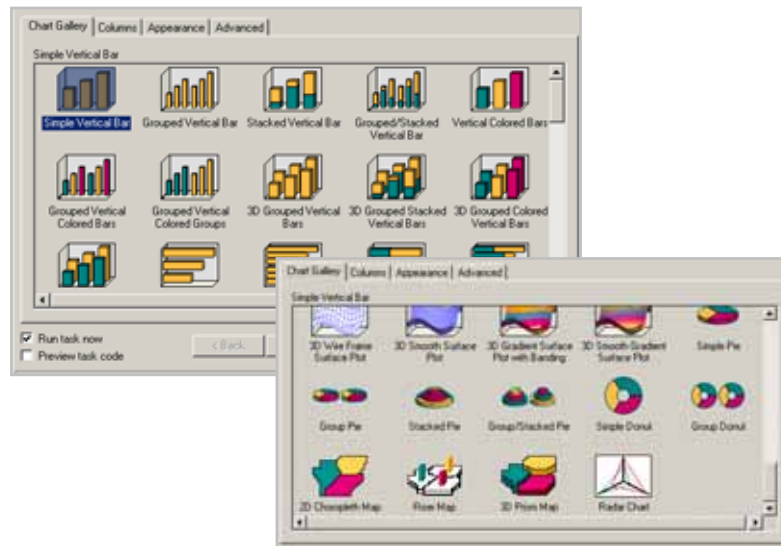 Chart Gallery Columns Appearance Advanced
Simple Vertical Bar
Simple Vertical Bar Grouped Vertical Bar Stacked Vertical Bar Grouped/Stacked Vertical Colored Bars
Vertical Bar
Grouped Vertical Grouped Vertical 3D Grouped Vertical 3D Grouped Stacked 3D Grouped Colored
Colored Bars Colored Groups Bars Vertical Bars Vertical Bars
Run task now
Preview task code
< Back
Chart Gallery Columns Appearance Advanced
Simple Vertical Bar
3D Wire Frame 3D Smooth Surface 3D Gradient Surface 3D Smooth Gradient Simple Pie
Surface Plot Plot Plot with Banding Surface Plot
Group Pie Stacked Pie Group/Stacked Pie Simple Donut Group Donut
2D Choropleth Map River Map 3D Prism Map Radar Chart